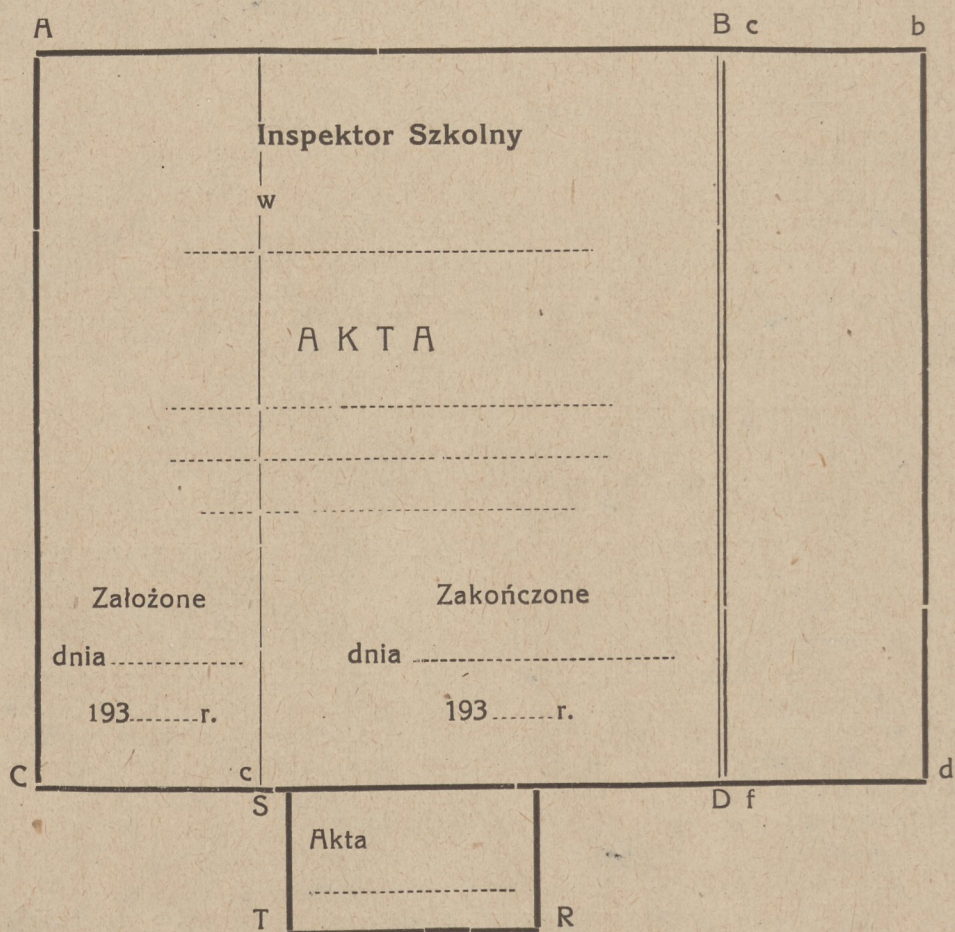 A B c b
Inspektor Szkolny
w
AKTA
Założone Zakończone
dnia dnia
193 r. 193 r.
C c d
S D f
Akta
T R